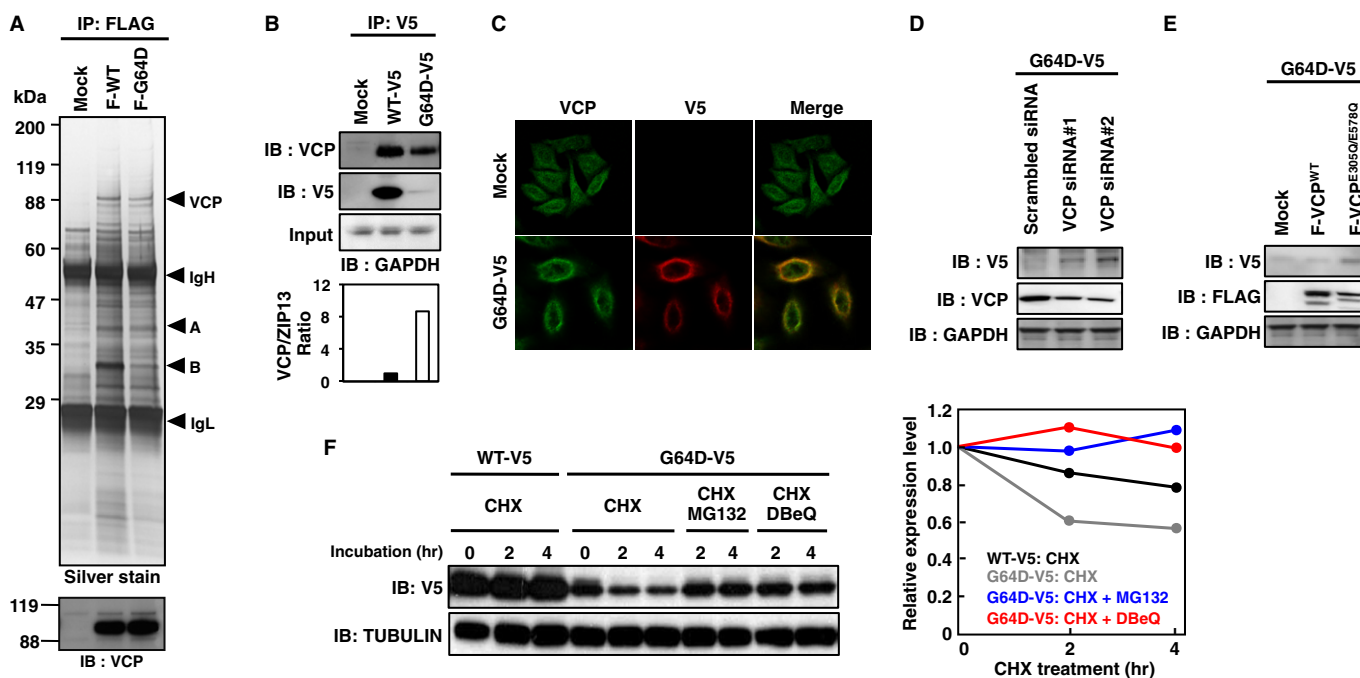 A
IP: FLAG
kDa
Mock
F-WT
F-G64D
200
119
88
60
47
35
29
VCP
IgH
A
B
IgL
Silver stain
119
88
IB : VCP
B
IP: V5
Mock
WT-V5
G64D-V5
IB : VCP
IB : V5
Input
IB : GAPDH
VCP/ZIP13
Ratio
12
8
4
0
C
VCP
V5
Merge
Mock
G64D-V5
D
G64D-V5
Scrambled siRNA
VCP siRNA#1
VCP siRNA#2
IB : V5
IB : VCP
IB : GAPDH
E
G64D-V5
Mock
F-VCPWT
F-VCPE305Q/E578Q
IB : V5
IB : FLAG
IB : GAPDH
F
WT-V5
G64D-V5
CHX
CHX
CHX
MG132
CHX
DBeQ
Incubation (hr)
0 2 4 0 2 4 2 4 2 4
IB: V5
IB: TUBULIN
Relative expression level
1.2
1.0
0.8
0.6
0.4
0.2
0
WT-V5: CHX
G64D-V5: CHX
G64D-V5: CHX + MG132
G64D-V5: CHX + DBeQ
0 2 4
CHX treatment (hr)